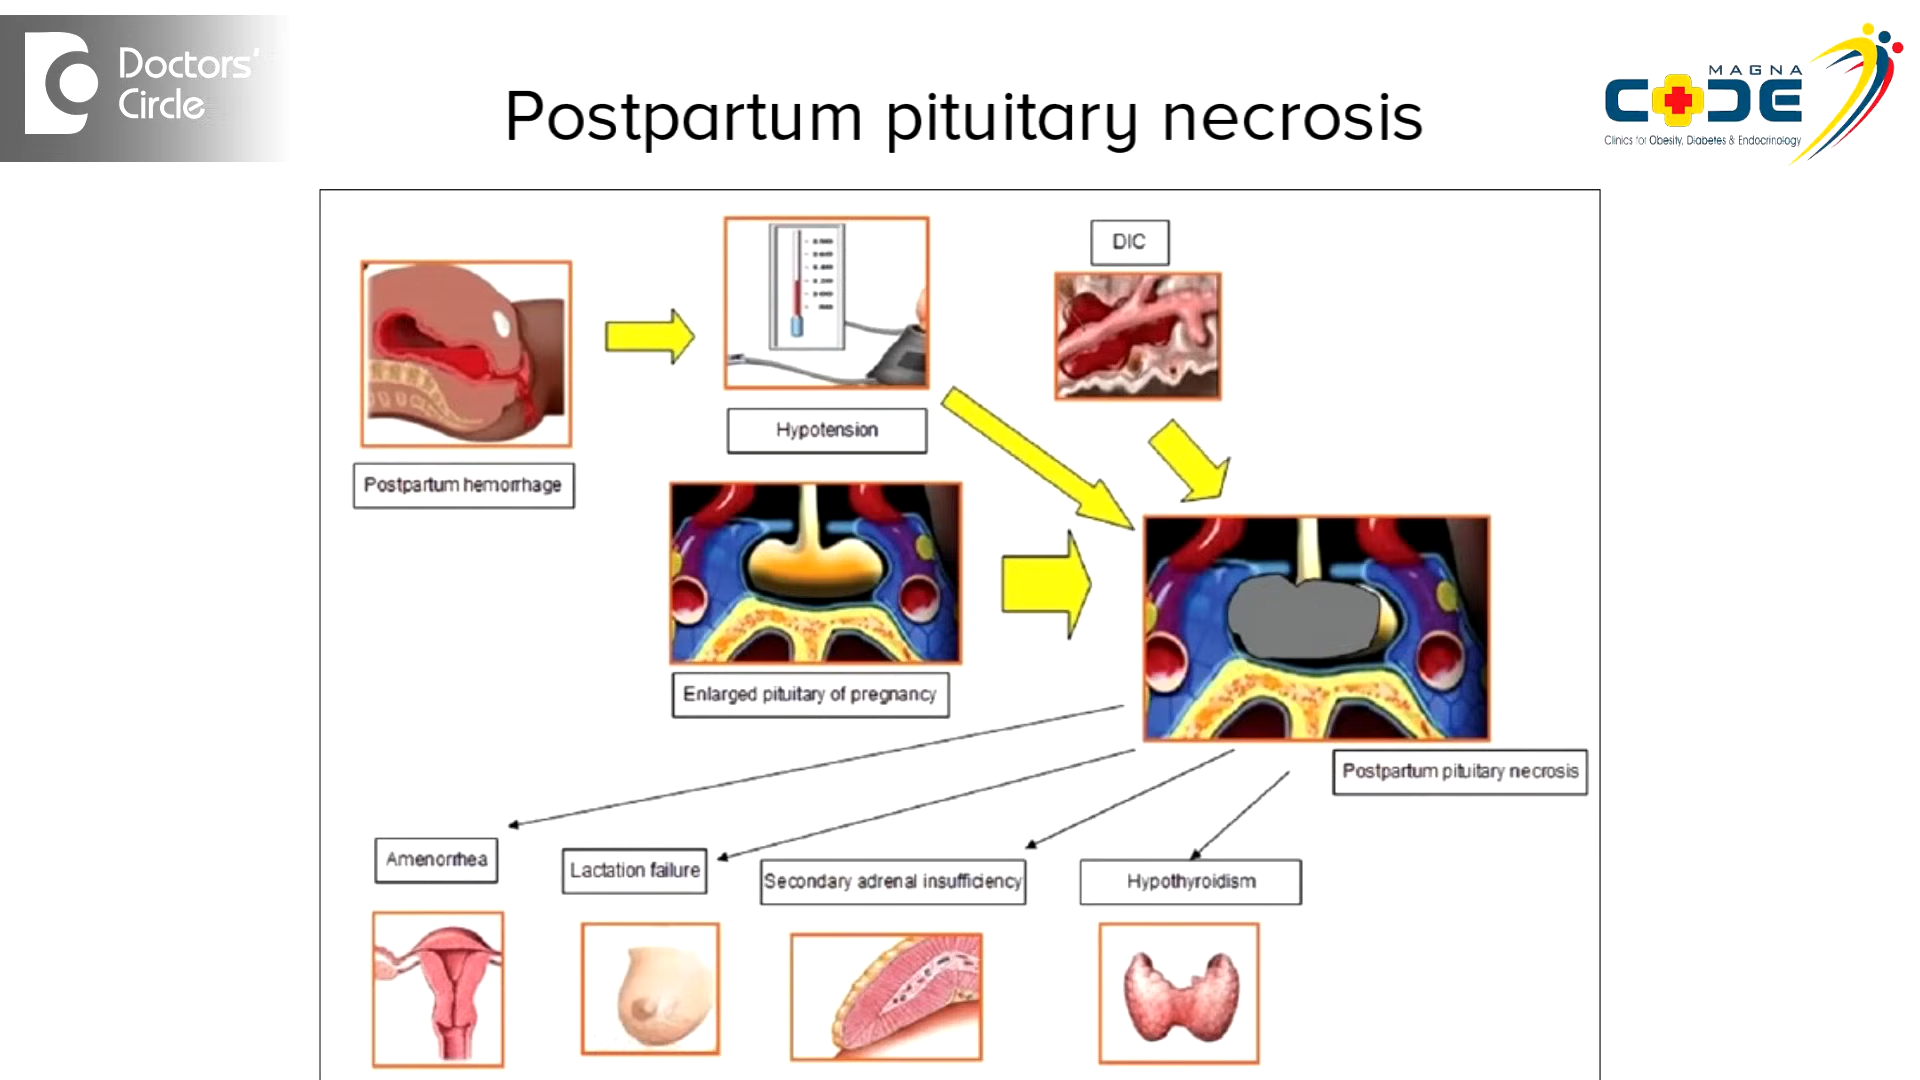 Doctors'
Circle
Postpartum pituitary necrosis
MAGNA
CODE
Clinics for Obesity, Diabetes & Endocrinology
DIC
Hypotension
Postpartum hemorrhage
Enlarged pituitary of pregnancy
Postpartum pituitary necrosis
Amenorrhea
Lactation failure
Secondary adrenal insufficiency
Hypothyroidism